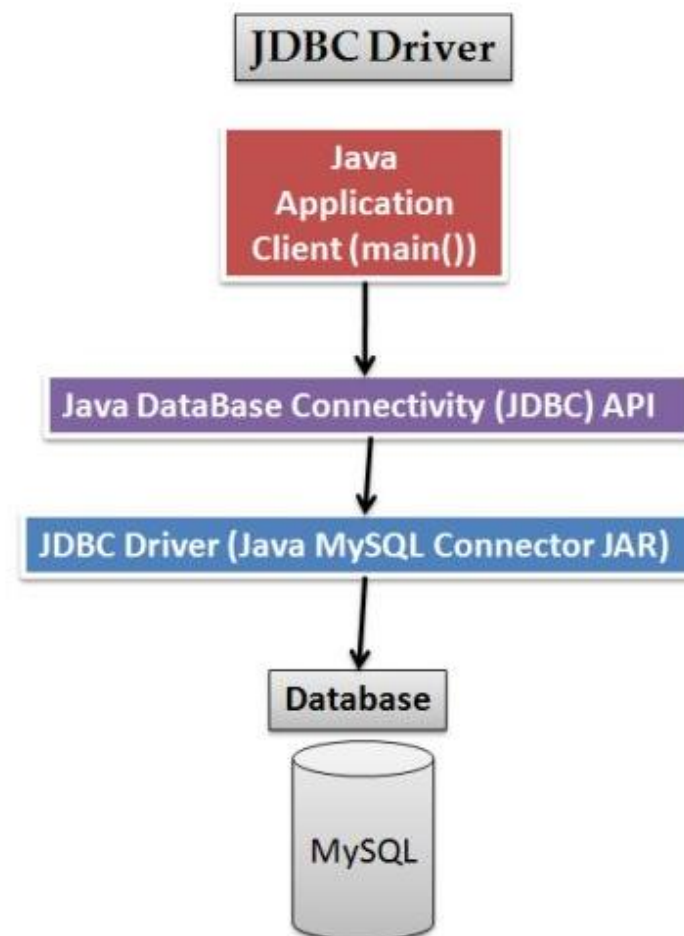 JDBC Driver
Java
Application
Client (main())
Java DataBase Connectivity (JDBC) API
JDBC Driver (Java MySQL Connector JAR)
Database
MySQL